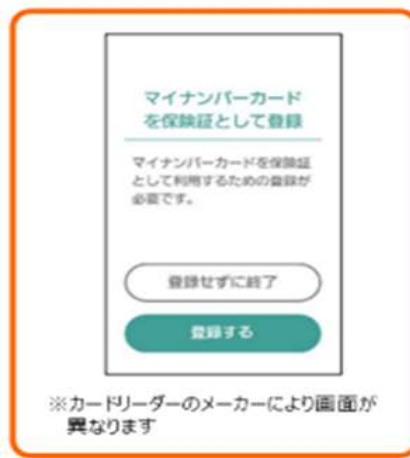 マイナンバーカード
を保険証として登録
マイナンバーカードを保険証
として利用するための登録が
必要です。
登録せずに終了
登録する
※カードリーダーのメーカーにより画面が
異なります